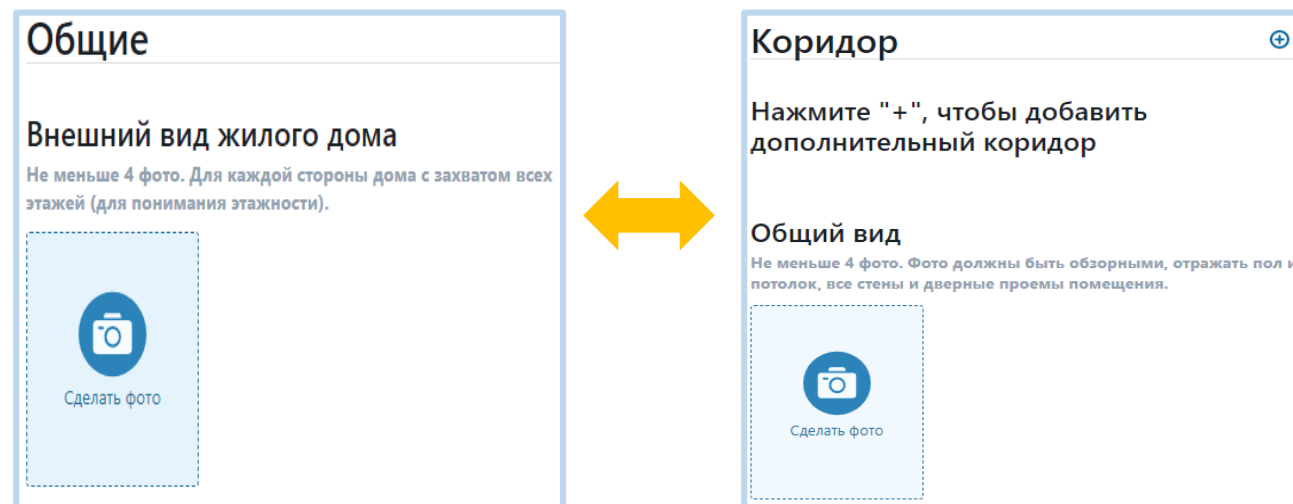 Общие
Внешний вид жилого дома
Не меньше 4 фото. Для каждой стороны дома с захватом всех
этажей (для понимания этажности).
Сделать фото
Коридор
Нажмите "+", чтобы добавить
дополнительный коридор
Общий вид
Не меньше 4 фото. Фото должны быть обзорными, отражать пол и
потолок, все стены и дверные проемы помещения.
Сделать фото